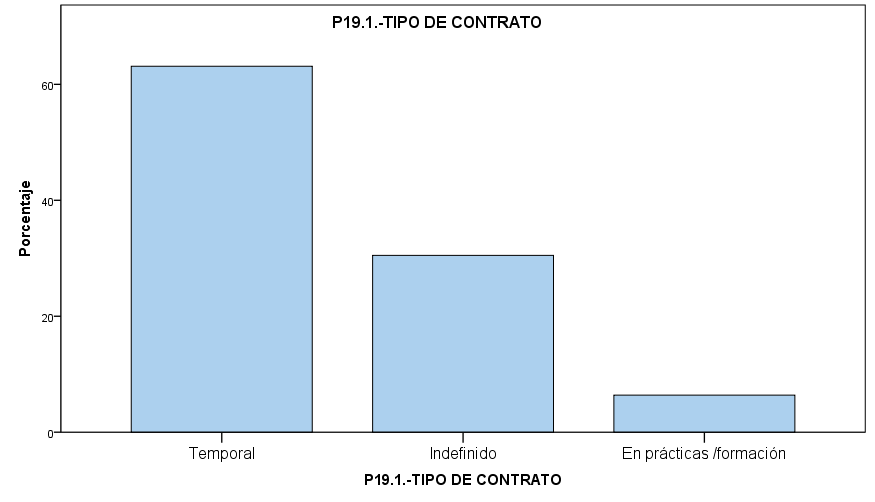 P19.1.-TIPO DE CONTRATO
60
40
20
0
Porcentaje
Temporal
Indefinido
En prácticas /formación
P19.1.-TIPO DE CONTRATO